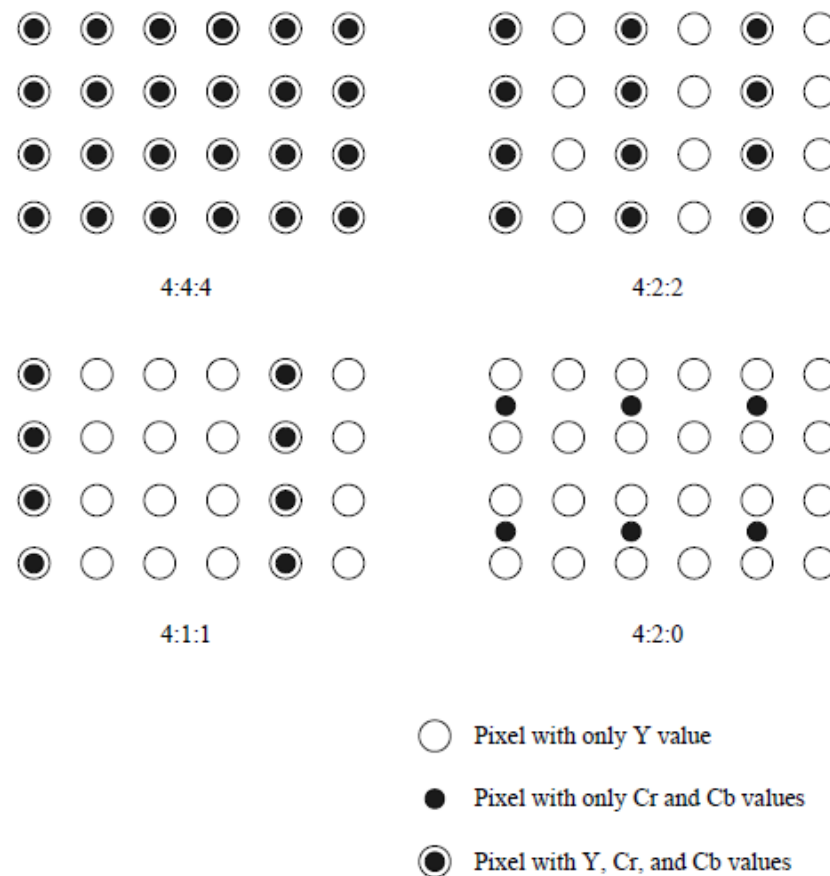 4:4:4
4:2:2
4:1:1
4:2:0
Pixel with only Y value
Pixel with only Cr and Cb values
Pixel with Y, Cr, and Cb values